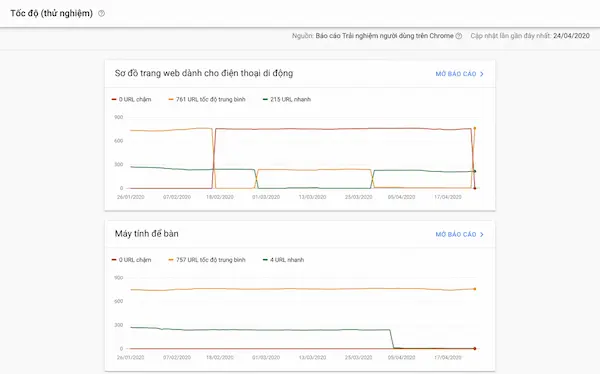 Tốc độ (thử nghiệm)
Nguồn: Báo cáo Trải nghiệm người dùng trên Chrome Cập nhật lần gần đây nhất: 24/04/2020
Sơ đồ trang web dành cho điện thoại di động MỞ BÁO CÁO
0 URL chậm 761 URL tốc độ trung bình 215 URL nhanh
900
600
300
0
26/01/2020 07/02/2020 18/02/2020 01/03/2020 13/03/2020 25/03/2020 05/04/2020 17/04/2020
Máy tính để bàn MỞ BÁO CÁO
0 URL chậm 757 URL tốc độ trung bình 4 URL nhanh
900
600
300
0
26/01/2020 07/02/2020 18/02/2020 01/03/2020 13/03/2020 25/03/2020 05/04/2020 17/04/2020